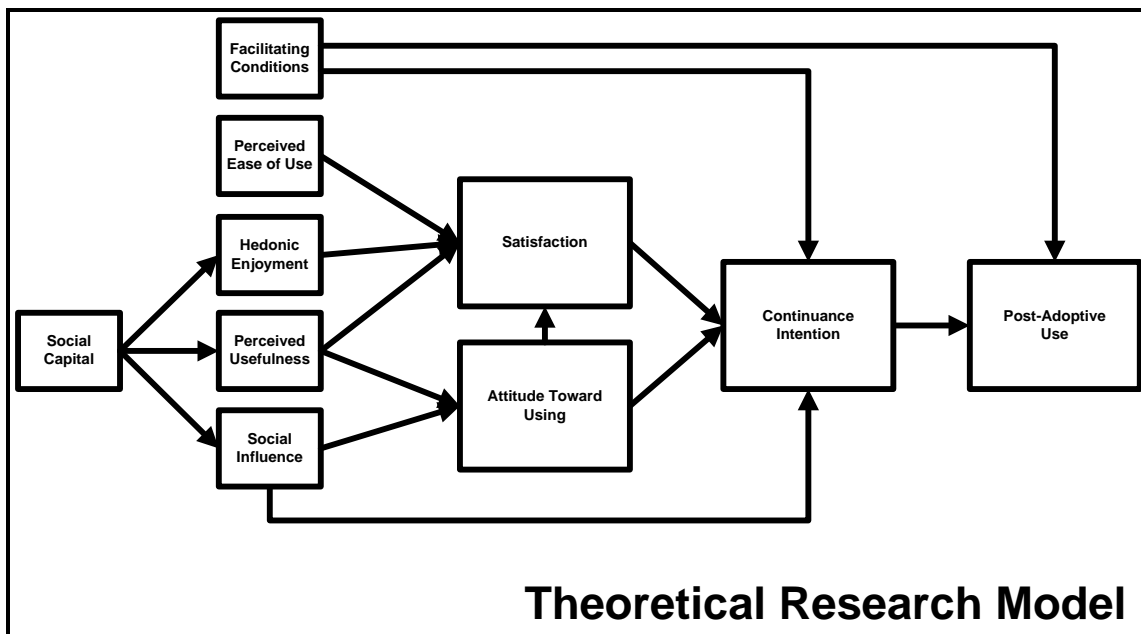 Facilitating
Conditions
Perceived
Ease of Use
Hedonic
Enjoyment
Satisfaction
Social
Capital
Perceived
Usefulness
Continuance
Intention
Post-Adoptive
Use
Attitude Toward
Using
Social
Influence
Theoretical Research Model